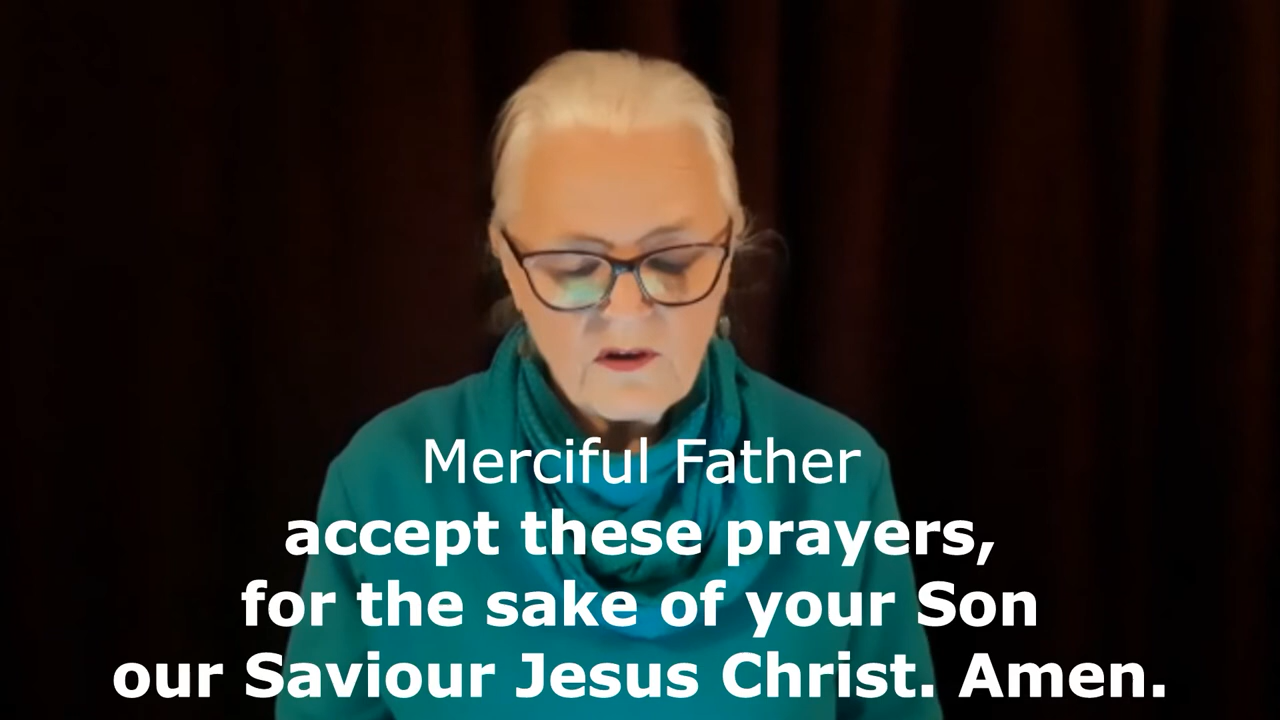 Merciful Father
accept these prayers,
for the sake of your Son
our Saviour Jesus Christ. Amen.